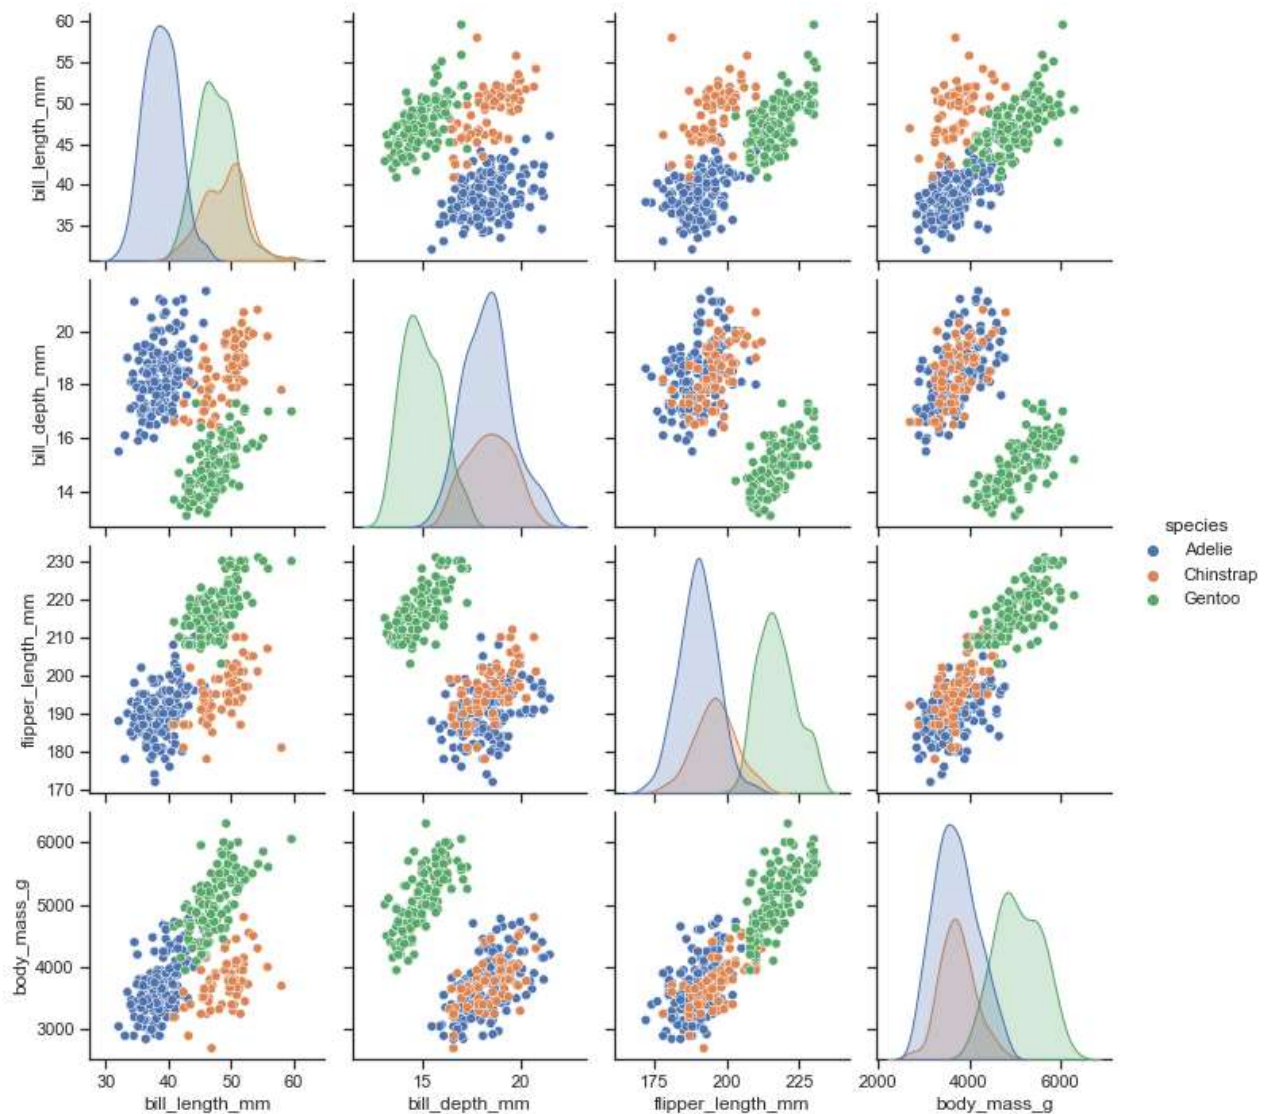 60
55
50
45
40
35
bill_length_mm
20
18
16
14
bill_depth_mm
species
Adelie
Chinstrap
Gentoo
230
220
210
200
190
180
170
flipper_length_mm
6000
5000
4000
3000
body_mass_g
30 40 50 60 15 20 175 200 225 2000 4000 6000
bill_length_mm bill_depth_mm flipper_length_mm body_mass_g